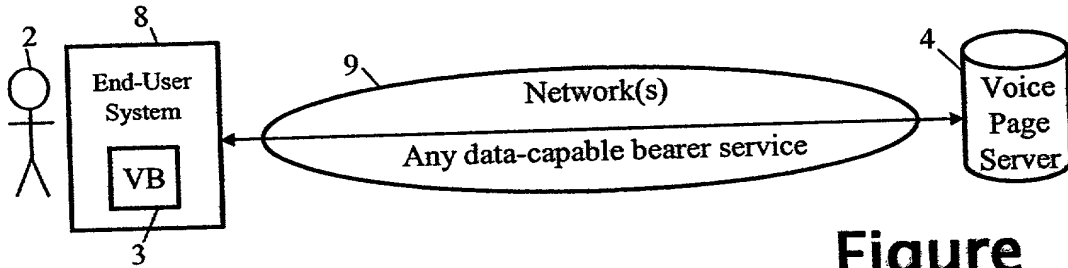 2
8
End-User
System
VB
3
9
Network(s)
Any data-capable bearer service
4
Voice
Page
Server
Figure